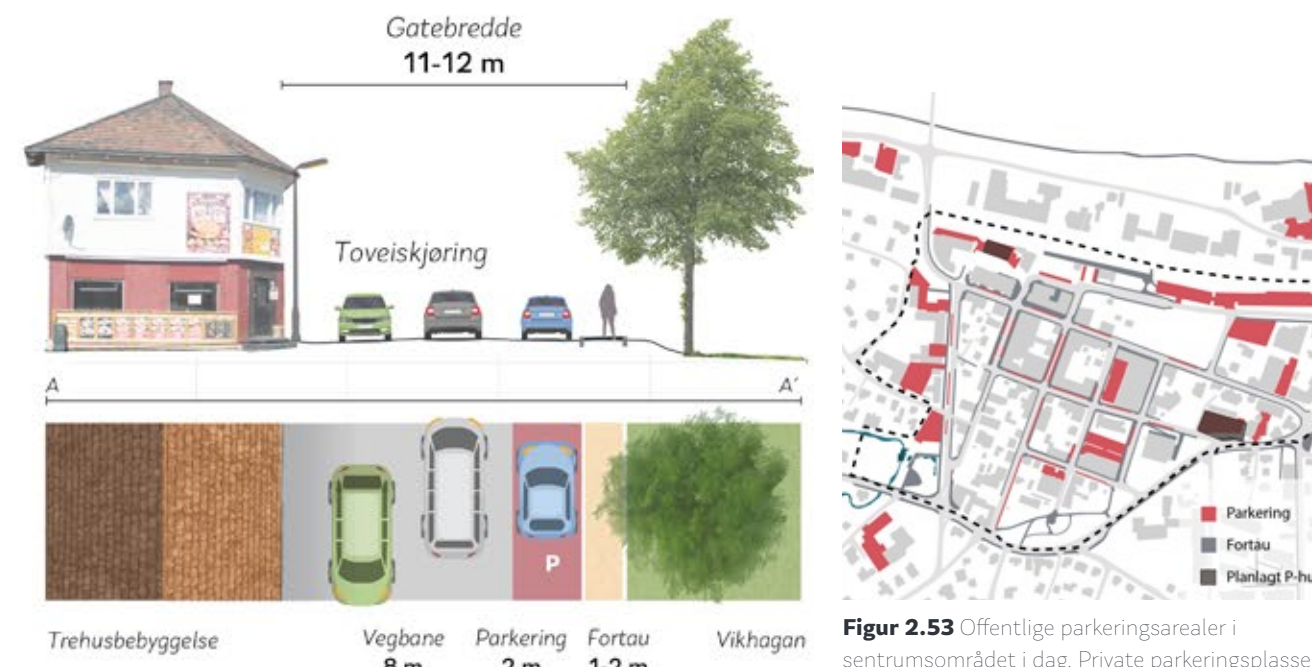 Gatebredde
11-12 m
Toveiskjøring
A A´
P
Trehusbebyggelse
Vegbane
8 m
Parkering
2 m
Fortau
1-2 m
Vikhagan
Parkering
Fortau
Planlagt P-hu
Figur 2.53 Offentlige parkeringsarealer i
sentrumsområdet i dag. Private parkeringsplasse